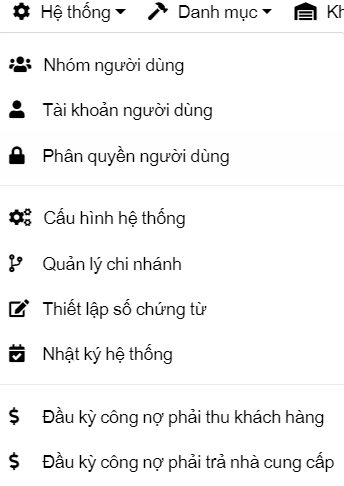 Hệ thống Danh mục
Nhóm người dùng
Tài khoản người dùng
Phân quyền người dùng
Cấu hình hệ thống
Quản lý chi nhánh
Thiết lập số chứng từ
Nhật ký hệ thống
Đầu kỳ công nợ phải thu khách hàng
Đầu kỳ công nợ phải trả nhà cung cấp